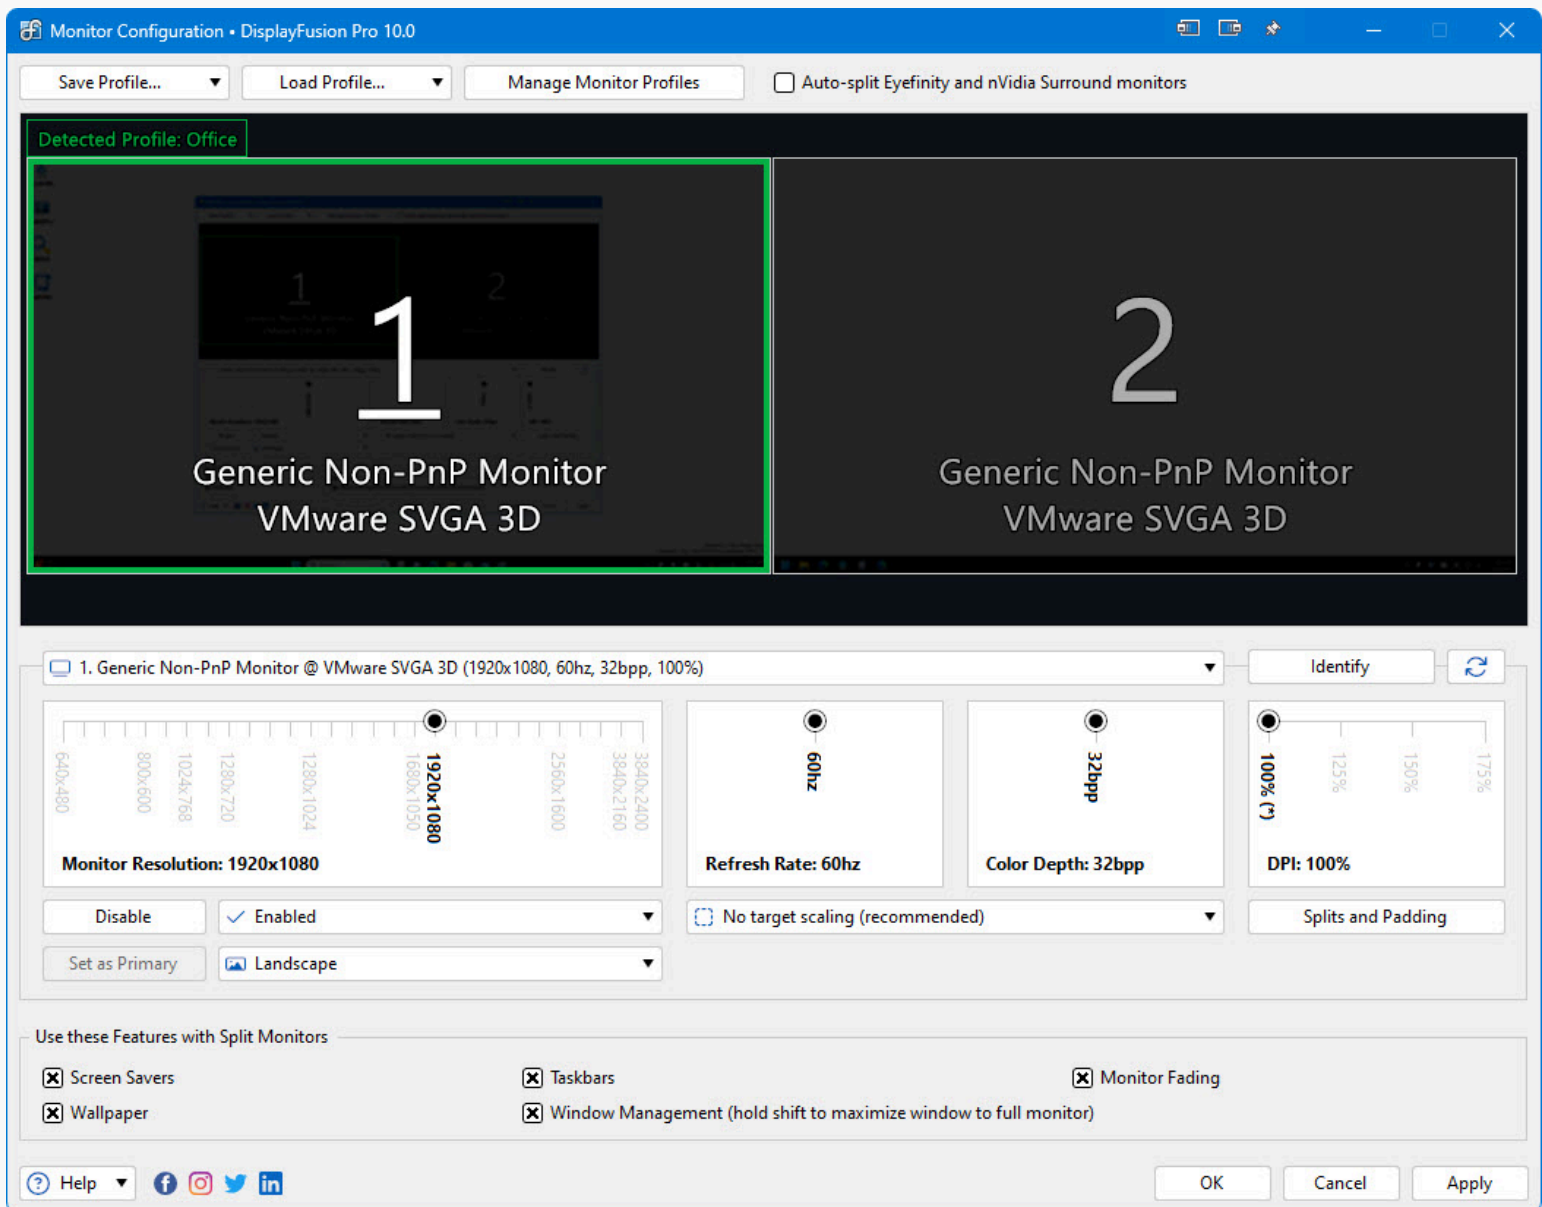 Monitor Configuration • DisplayFusion Pro 10.0
Save Profile... Load Profile... Manage Monitor Profiles Auto-split Eyefinity and nVidia Surround monitors
Detected Profile: Office
1
Generic Non-PnP Monitor
VMware SVGA 3D
2
Generic Non-PnP Monitor
VMware SVGA 3D
1. Generic Non-PnP Monitor @ VMware SVGA 3D (1920x1080, 60hz, 32bpp, 100%) Identify
640x480
800x600
1024x768
1280x720
1280x1024
1680x1050
1920x1080
2560x1600
3840x2160
3840x2400
Monitor Resolution: 1920x1080
60hz
Refresh Rate: 60hz
32bpp
Color Depth: 32bpp
100% (*)
125%
150%
175%
DPI: 100%
Disable Enabled No target scaling (recommended) Splits and Padding
Set as Primary Landscape
Use these Features with Split Monitors
Screen Savers Taskbars Monitor Fading
Wallpaper Window Management (hold shift to maximize window to full monitor)
Help OK Cancel Apply